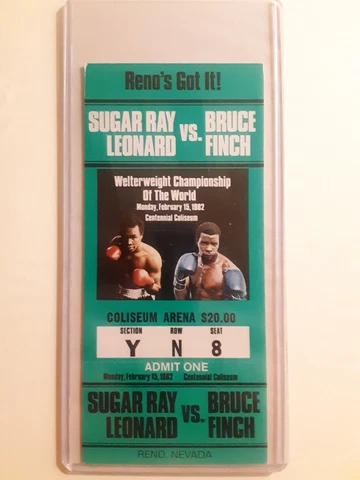 Reno's Got It!
SUGAR RAY VS. BRUCE
LEONARD FINCH
Welterweight Championship
Of The World
Monday, February 15, 1982
Centennial Coliseum
COLISEUM ARENA $20.00
SECTION ROW SEAT
Y N 8
ADMIT ONE
Monday, February 15, 1982 Centennial Coliseum
SUGAR RAY VS. BRUCE
LEONARD FINCH
RENO, NEVADA